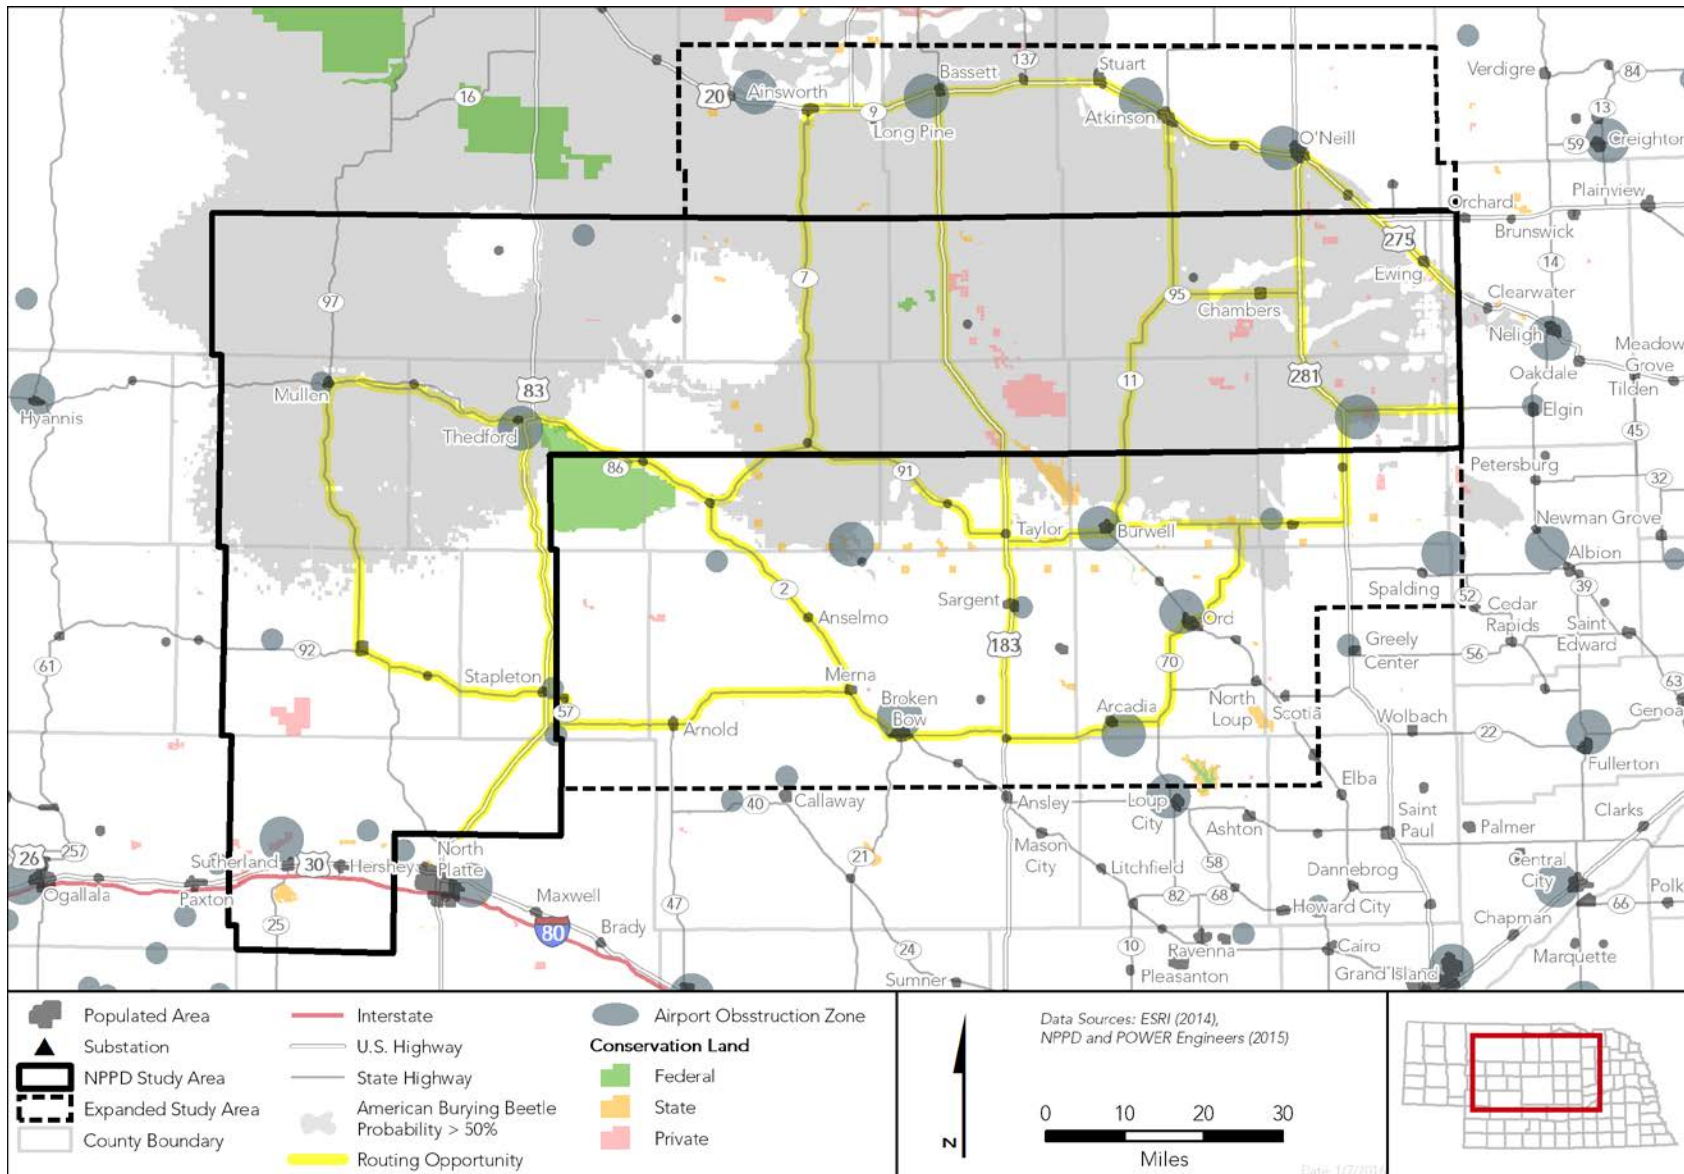 Verdigre
84
13
59
Creighton
Plainview
Orchard
Brunswick
14
16
20
Ainsworth
9
Long Pine
Bassett
137
Stuart
Atkinson
O'Neill
275
Ewing
Clearwater
Neligh
Meadow
Grove
Oakdale
Tilden
Elgin
45
97
7
95
Chambers
11
281
Mullen
83
Hyannis
Thedford
86
91
Petersburg
32
Newman Grove
Albion
Taylor
Burwell
Spalding
52
39
Cedar
Rapids
Saint
Edward
2
Anselmo
Sargent
183
Ord
Greely
Center
56
63
61
92
Stapleton
57
Merna
Broken
Bow
70
Arcadia
North
Loup
Scotia
Wolbach
22
Genoa
Fullerton
Arnold
40
Callaway
Ansley
Loup
City
Elba
Ashton
Saint
Paul
Palmer
Clarks
26
257
Sutherland
30
Hershey
North
Platte
21
Mason
City
Litchfield
58
Dannebrog
Central
City
Ogallala
Paxton
25
Maxwell
80
Brady
47
24
Sumner
82
68
Howard City
10
Ravenna
Pleasanton
Cairo
Grand Island
Chapman
66
Polk
Marquette
Populated Area
Substation
NPPD Study Area
Expanded Study Area
County Boundary
Interstate
U.S. Highway
State Highway
American Burying Beetle
Probability > 50%
Routing Opportunity
Airport Obsstruction Zone
Conservation Land
Federal
State
Private
N
Data Sources: ESRI (2014),
NPPD and POWER Engineers (2015)
0 10 20 30
Miles